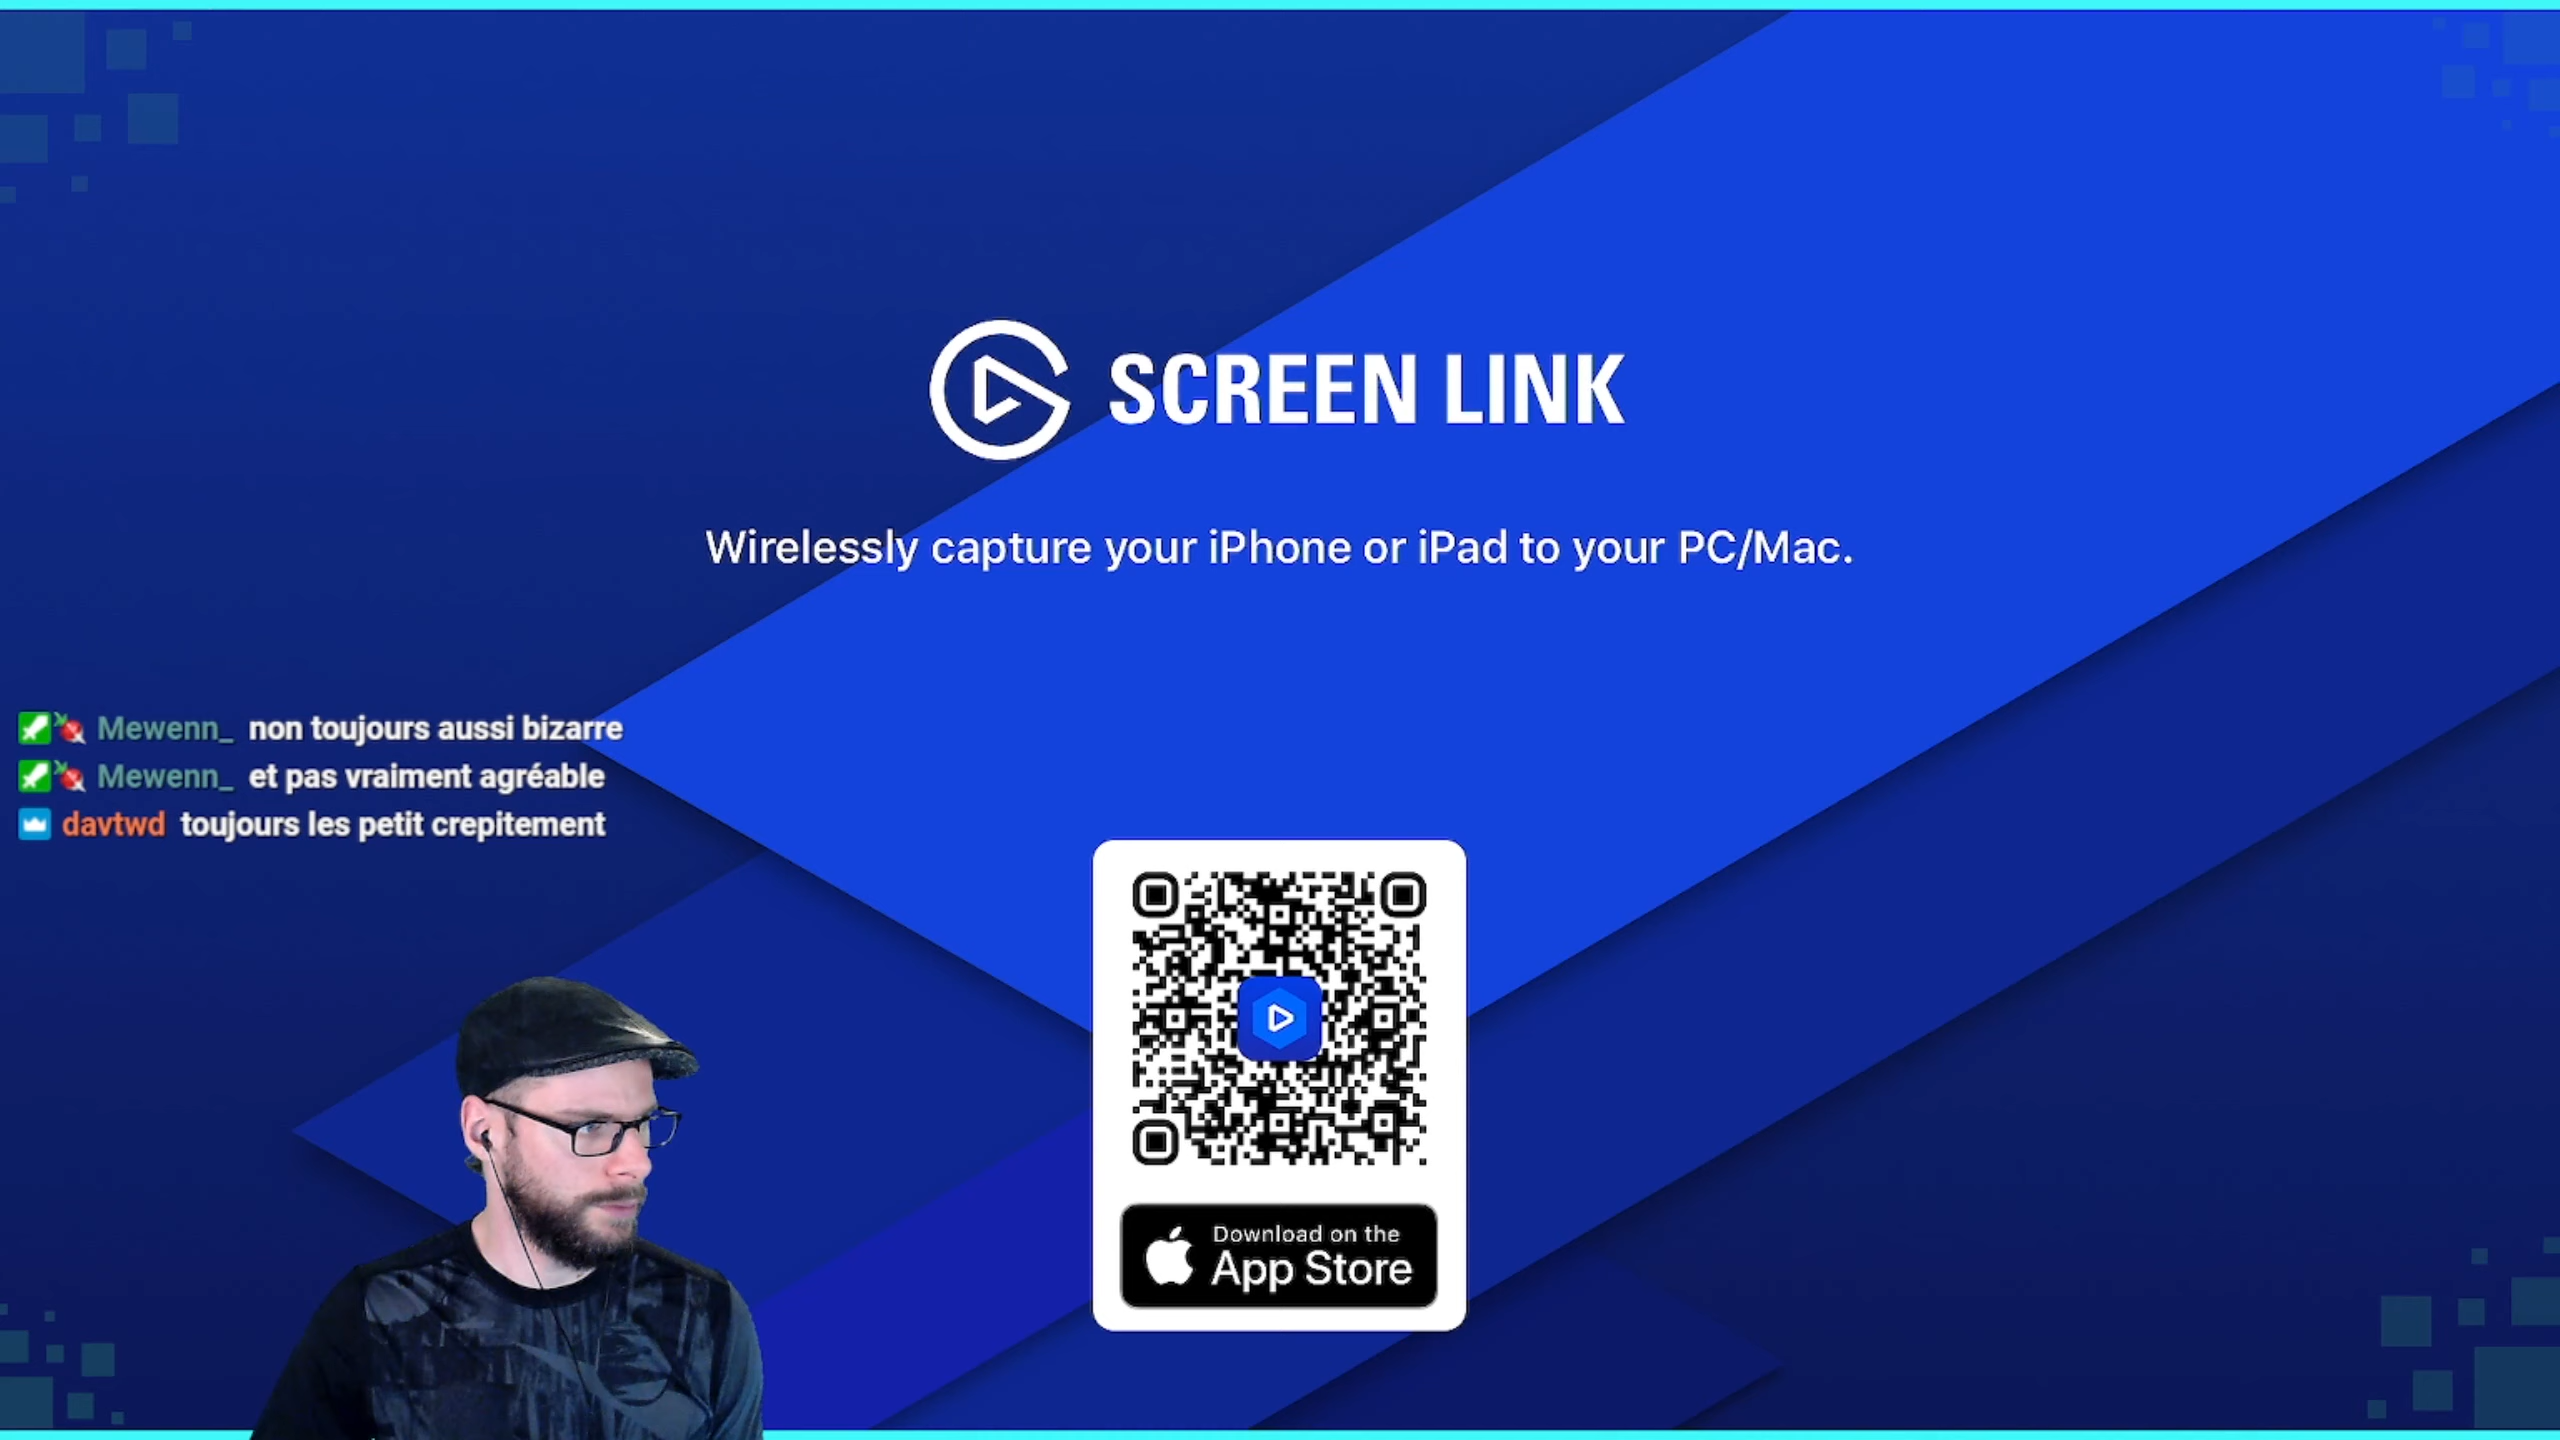 SCREEN LINK
Wirelessly capture your iPhone or iPad to your PC/Mac.
Mewenn_ non toujours aussi bizarre
Mewenn_ et pas vraiment agréable
davtwd toujours les petit crepitement
Download on the
App Store